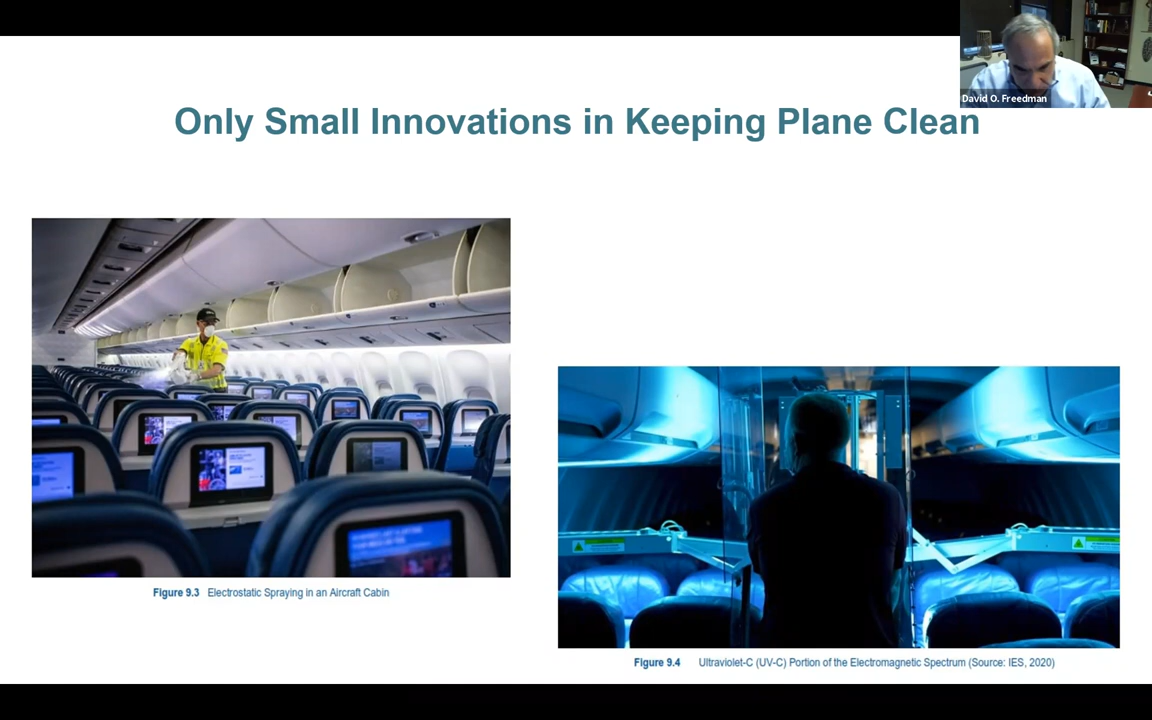 David O. Freedman
Only Small Innovations in Keeping Plane Clean
Figure 9.3 Electrostatic Spraying in an Aircraft Cabin
Figure 9.4 Ultraviolet-C (UV-C) Portion of the Electromagnetic Spectrum (Source: IES, 2020)